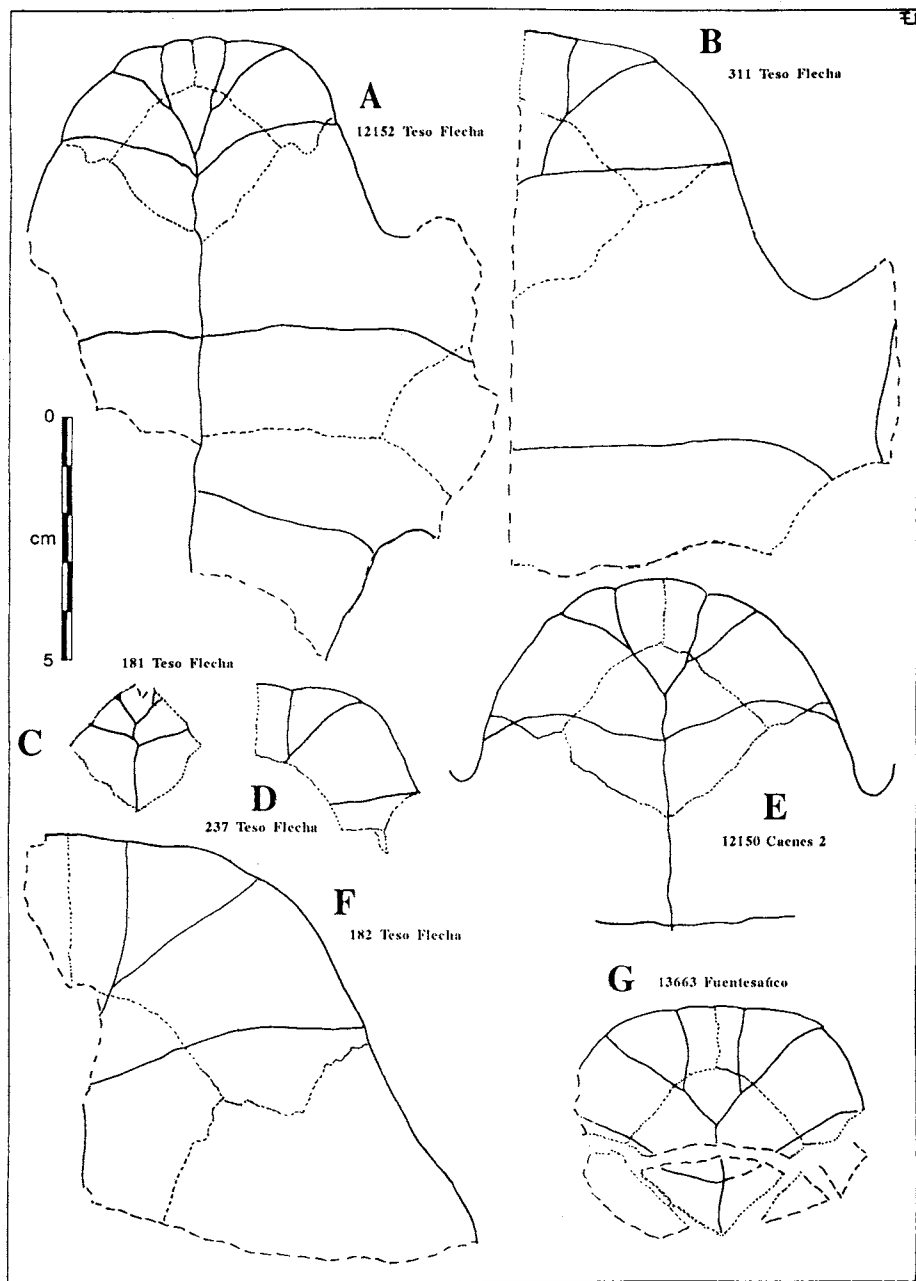 A
12152 Teso Flecha
B
311 Teso Flecha
0
cm
5
181 Teso Flecha
C
D
237 Teso Flecha
E
12150 Caenes 2
F
182 Teso Flecha
G
13663 Fuentesaúco